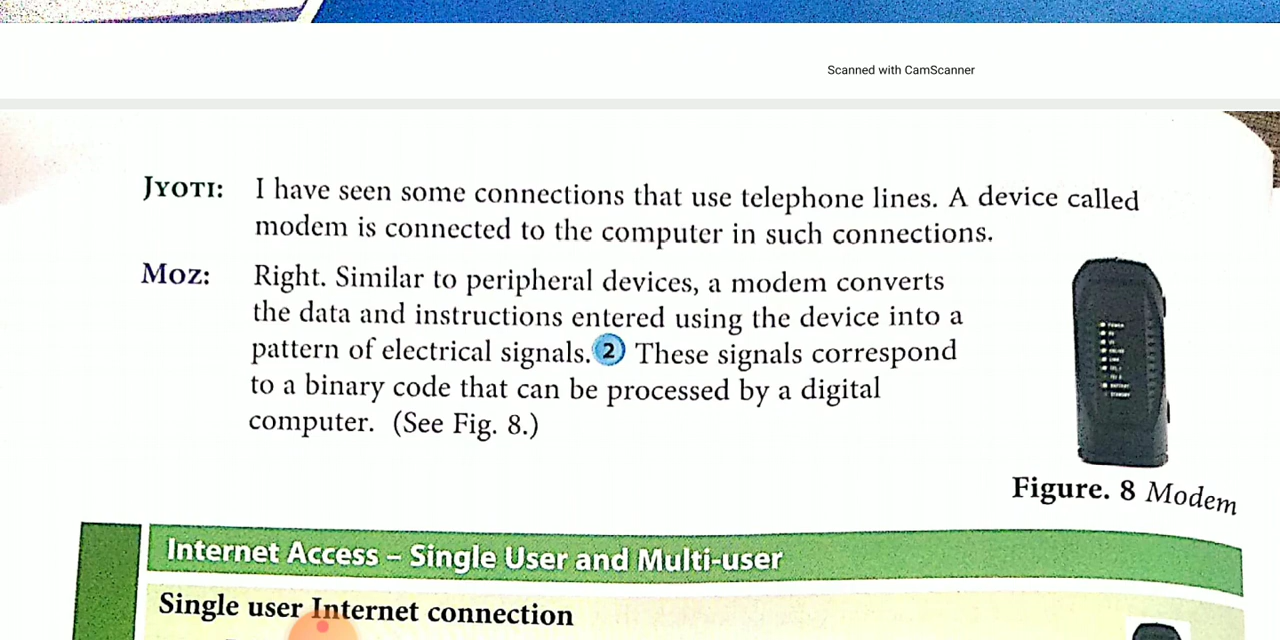 Scanned with CamScanner
JYOTI: I have seen some connections that use telephone lines. A device called
modem is connected to the computer in such connections.
MOZ: Right. Similar to peripheral devices, a modem converts
the data and instructions entered using the device into a
pattern of electrical signals. 2 These signals correspond
to a binary code that can be processed by a digital
computer. (See Fig. 8.)
Figure. 8 Modem
Internet Access – Single User and Multi-user
Single user Internet connection